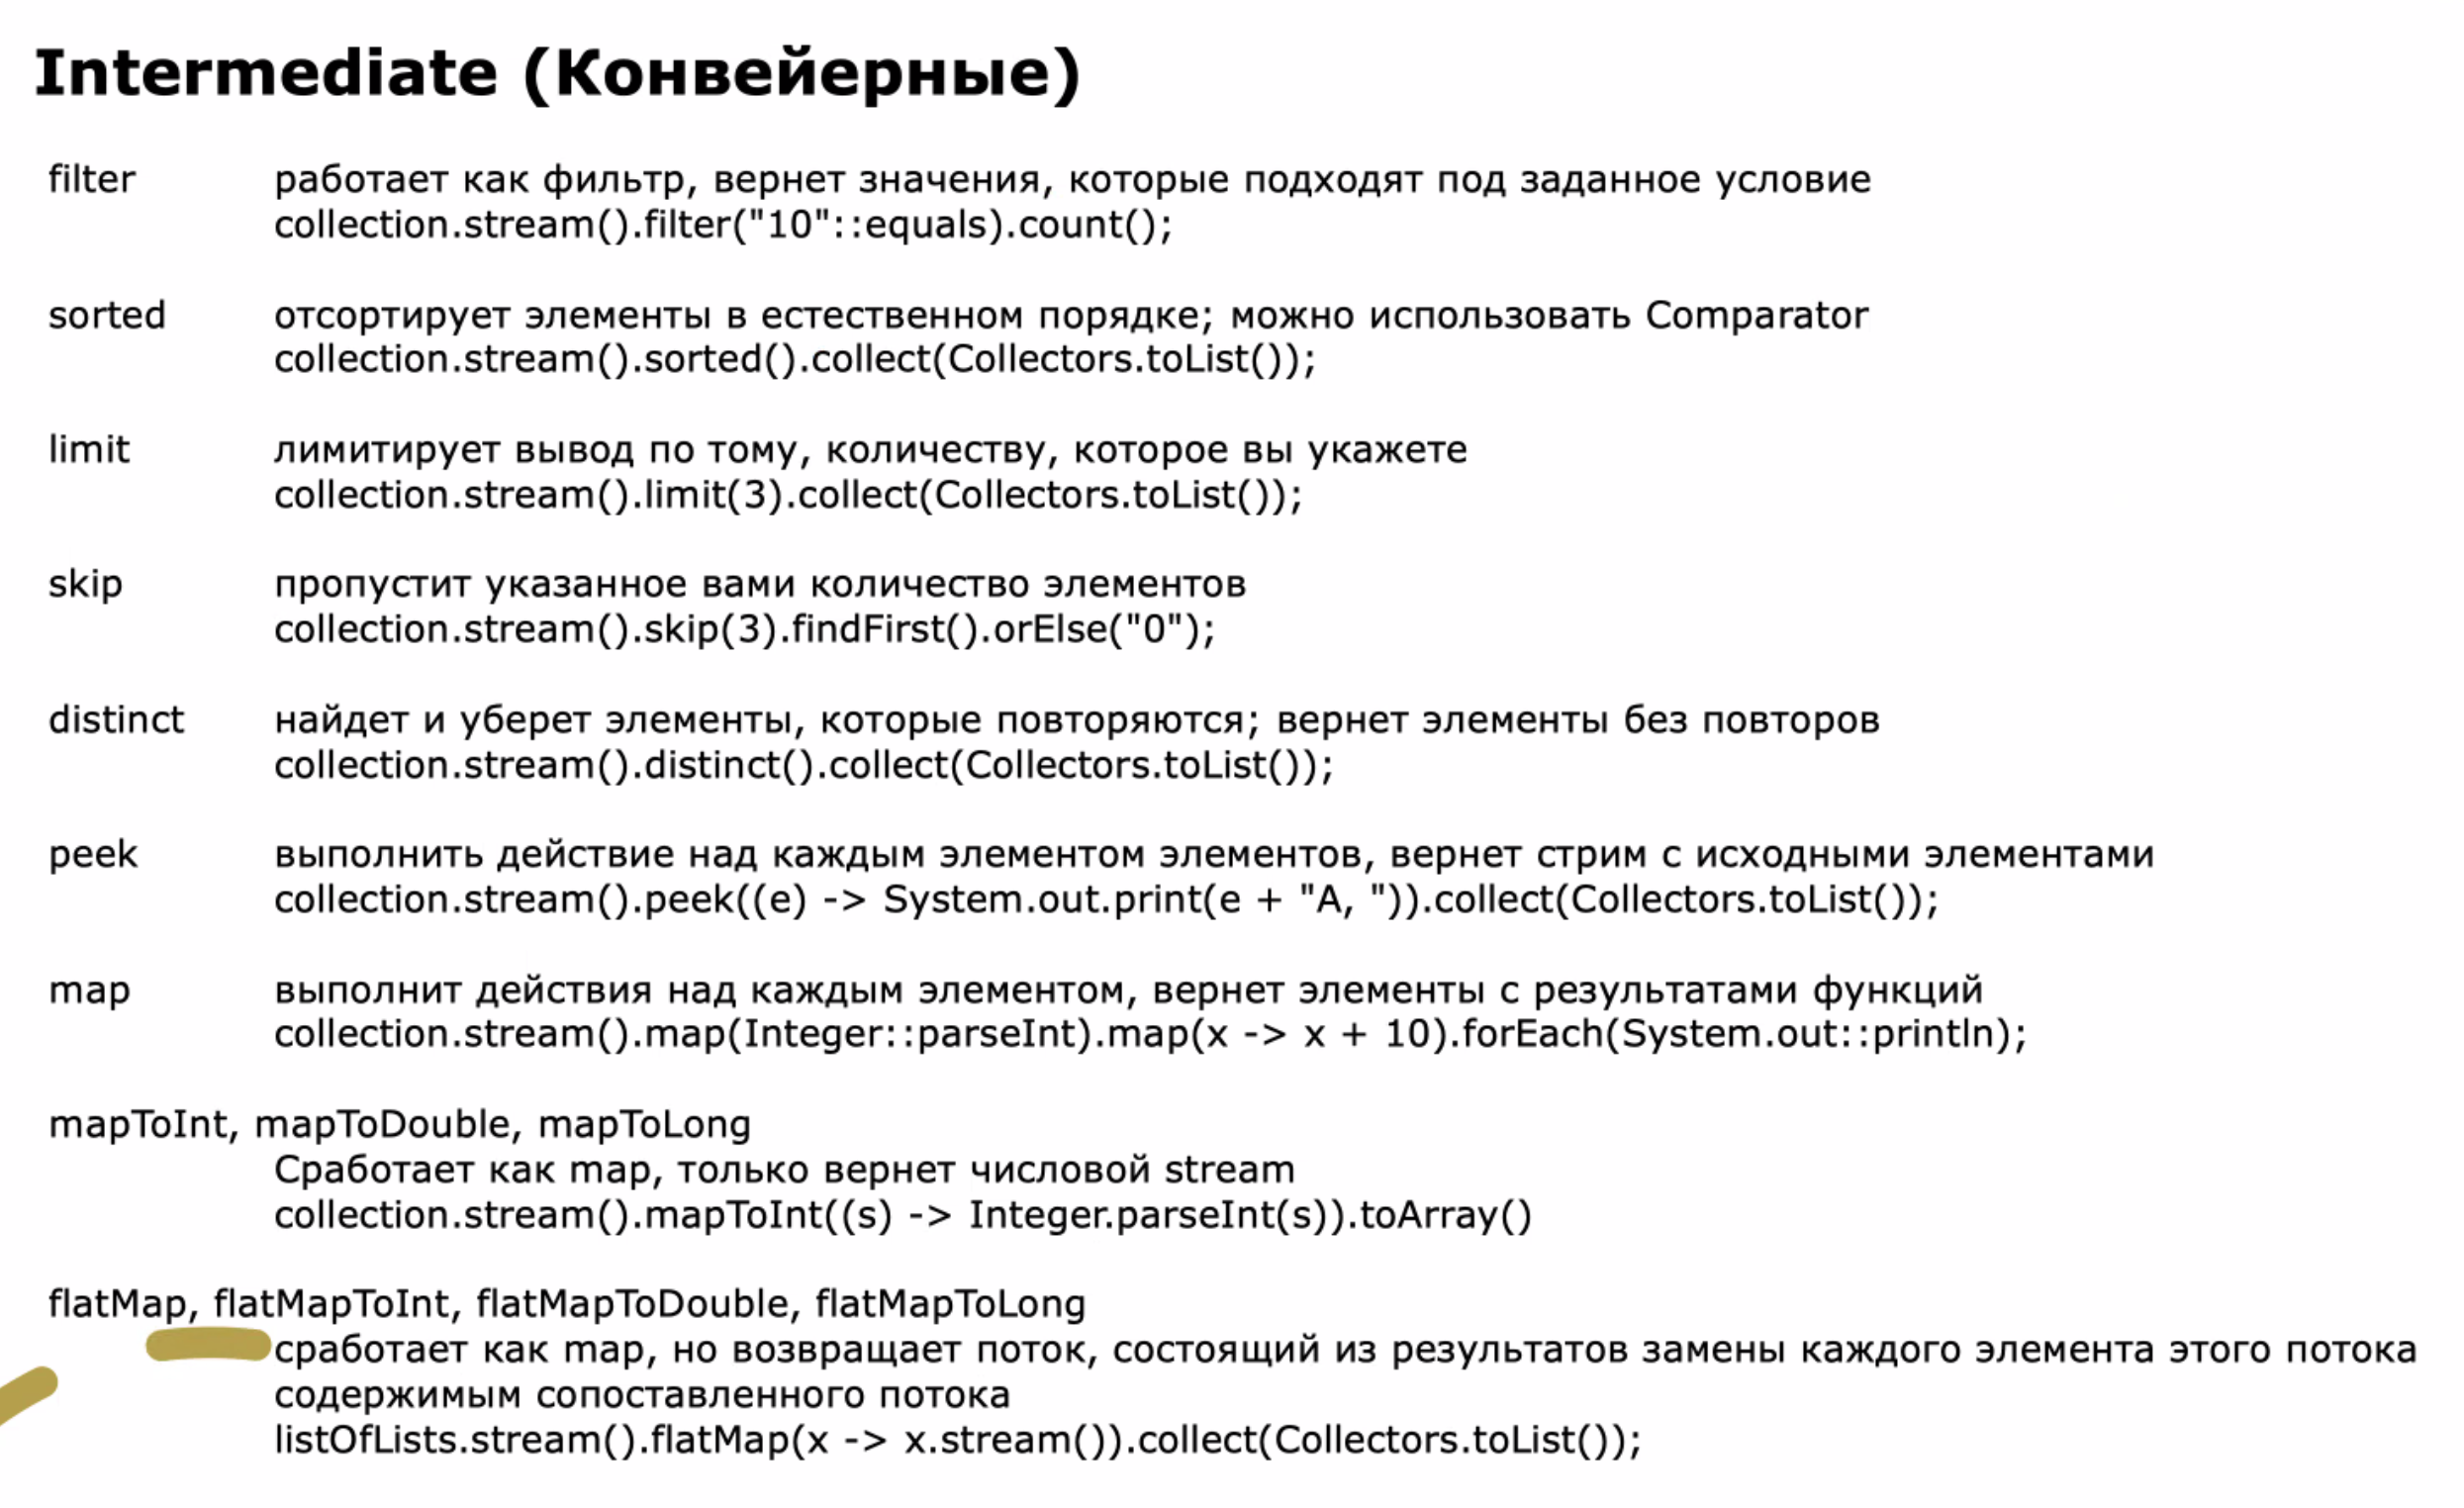 Intermediate (Конвейерные)
filter работает как фильтр, вернет значения, которые подходят под заданное условие
collection.stream().filter("10"::equals).count();
sorted отсортирует элементы в естественном порядке; можно использовать Comparator
collection.stream().sorted().collect(Collectors.toList());
limit лимитирует вывод по тому, количеству, которое вы укажете
collection.stream().limit(3).collect(Collectors.toList());
skip пропустит указанное вами количество элементов
collection.stream().skip(3).findFirst().orElse("0");
distinct найдет и уберет элементы, которые повторяются; вернет элементы без повторов
collection.stream().distinct().collect(Collectors.toList());
peek выполнить действие над каждым элементом элементов, вернет стрим с исходными элементами
collection.stream().peek((e) -> System.out.print(e + "A, ")).collect(Collectors.toList());
map выполнит действия над каждым элементом, вернет элементы с результатами функций
collection.stream().map(Integer::parseInt).map(x -> x + 10).forEach(System.out::println);
mapToInt, mapToDouble, mapToLong
Сработает как map, только вернет числовой stream
collection.stream().mapToInt((s) -> Integer.parseInt(s)).toArray()
flatMap, flatMapToInt, flatMapToDouble, flatMapToLong
сработает как map, но возвращает поток, состоящий из результатов замены каждого элемента этого потока
содержимым сопоставленного потока
listOfLists.stream().flatMap(x -> x.stream()).collect(Collectors.toList());